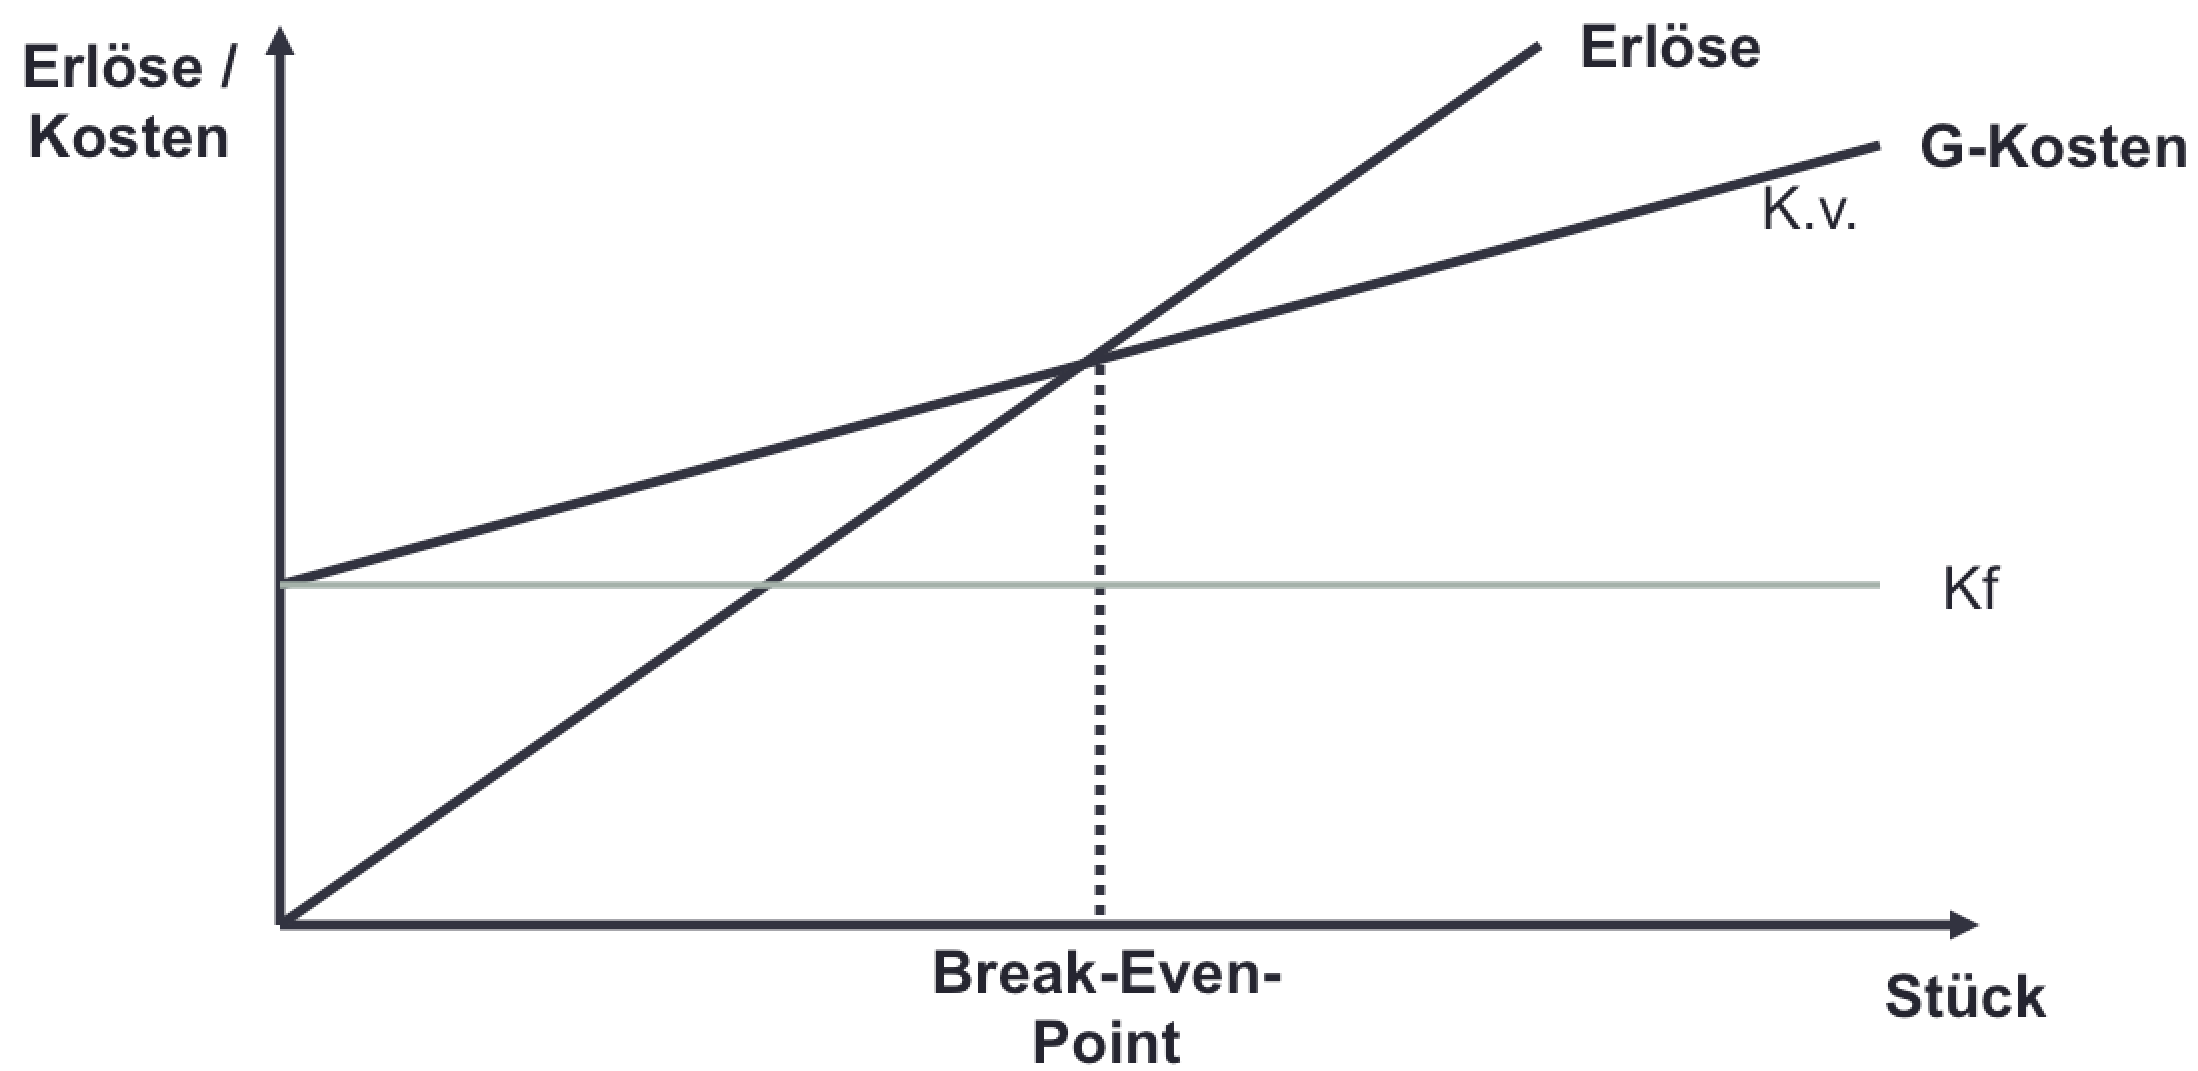 Erlöse /
Kosten
Erlöse
G-Kosten
K.v.
Kf
Break-Even-
Point
Stück